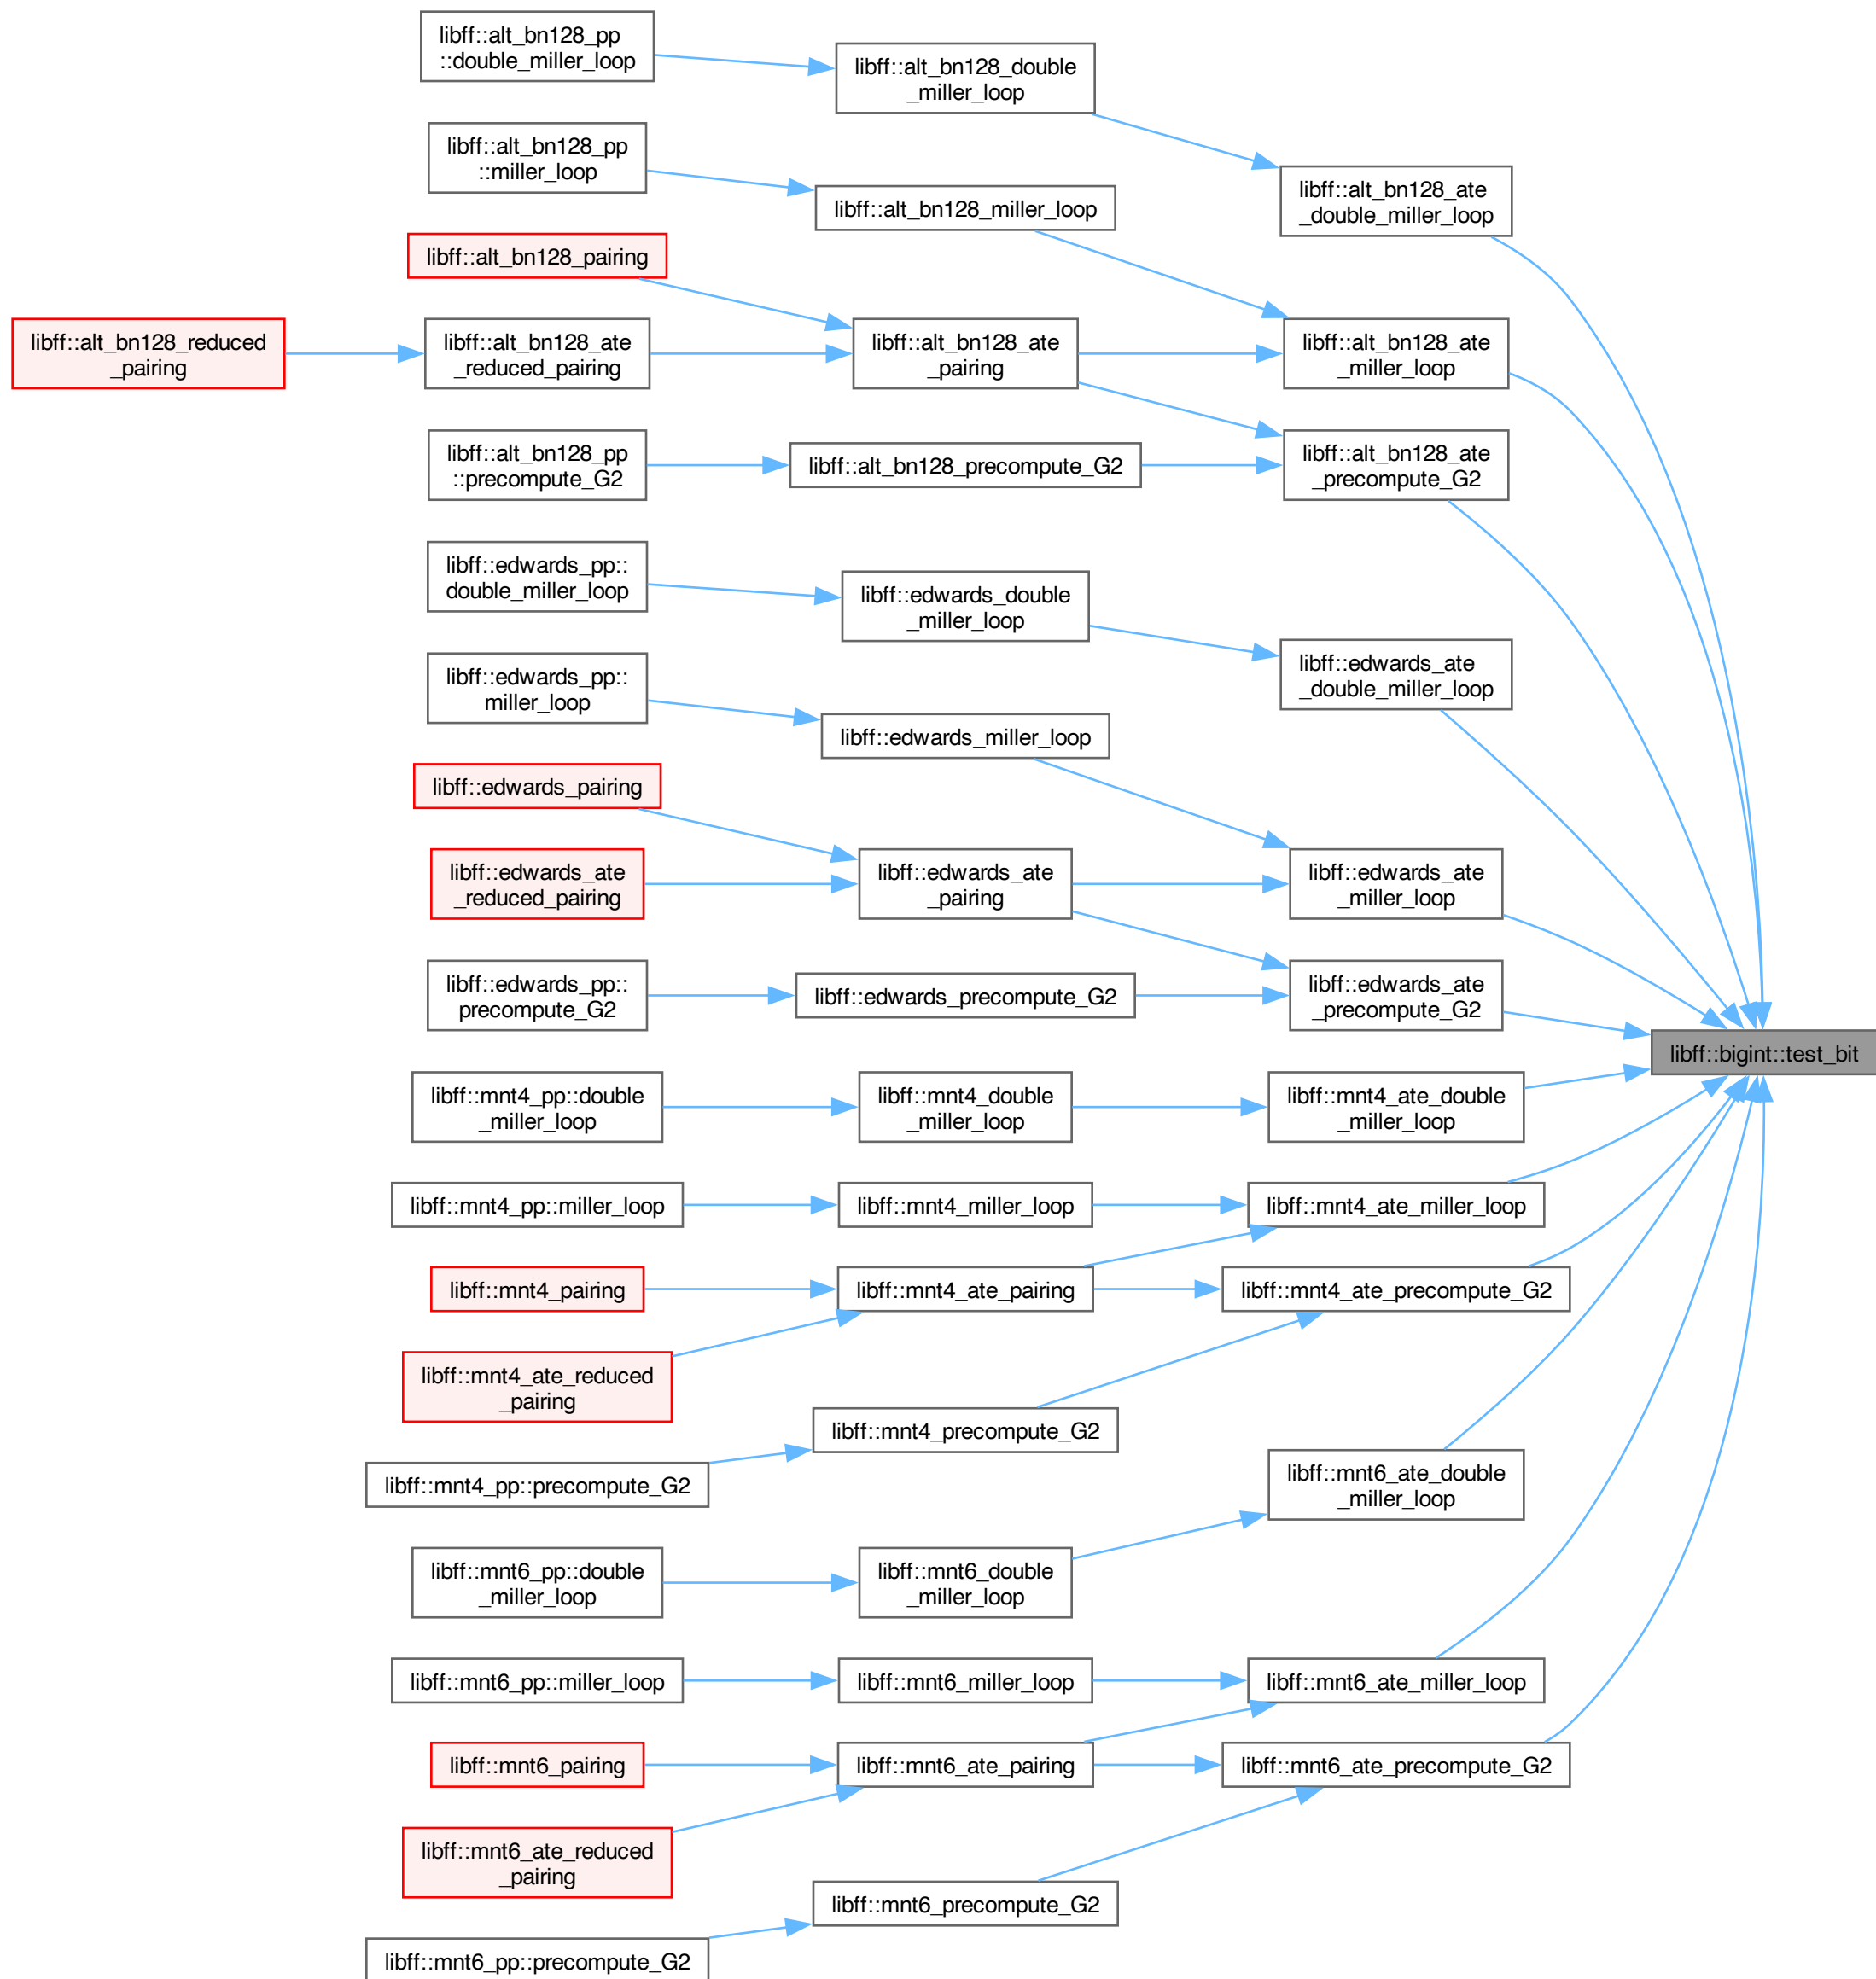 libff::alt_bn128_pp
::double_miller_loop
libff::alt_bn128_double
_miller_loop
libff::alt_bn128_pp
::miller_loop
libff::alt_bn128_miller_loop
libff::alt_bn128_ate
_double_miller_loop
libff::alt_bn128_pairing
libff::alt_bn128_reduced
_pairing
libff::alt_bn128_ate
_reduced_pairing
libff::alt_bn128_ate
_pairing
libff::alt_bn128_ate
_miller_loop
libff::alt_bn128_pp
::precompute_G2
libff::alt_bn128_precompute_G2
libff::alt_bn128_ate
_precompute_G2
libff::edwards_pp::
double_miller_loop
libff::edwards_double
_miller_loop
libff::edwards_ate
_double_miller_loop
libff::edwards_pp::
miller_loop
libff::edwards_miller_loop
libff::edwards_pairing
libff::edwards_ate
_reduced_pairing
libff::edwards_ate
_pairing
libff::edwards_ate
_miller_loop
libff::edwards_pp::
precompute_G2
libff::edwards_precompute_G2
libff::edwards_ate
_precompute_G2
libff::bigint::test_bit
libff::mnt4_pp::double
_miller_loop
libff::mnt4_double
_miller_loop
libff::mnt4_ate_double
_miller_loop
libff::mnt4_pp::miller_loop
libff::mnt4_miller_loop
libff::mnt4_ate_miller_loop
libff::mnt4_pairing
libff::mnt4_ate_pairing
libff::mnt4_ate_precompute_G2
libff::mnt4_ate_reduced
_pairing
libff::mnt4_precompute_G2
libff::mnt4_pp::precompute_G2
libff::mnt6_ate_double
_miller_loop
libff::mnt6_pp::double
_miller_loop
libff::mnt6_double
_miller_loop
libff::mnt6_pp::miller_loop
libff::mnt6_miller_loop
libff::mnt6_ate_miller_loop
libff::mnt6_pairing
libff::mnt6_ate_pairing
libff::mnt6_ate_precompute_G2
libff::mnt6_ate_reduced
_pairing
libff::mnt6_precompute_G2
libff::mnt6_pp::precompute_G2